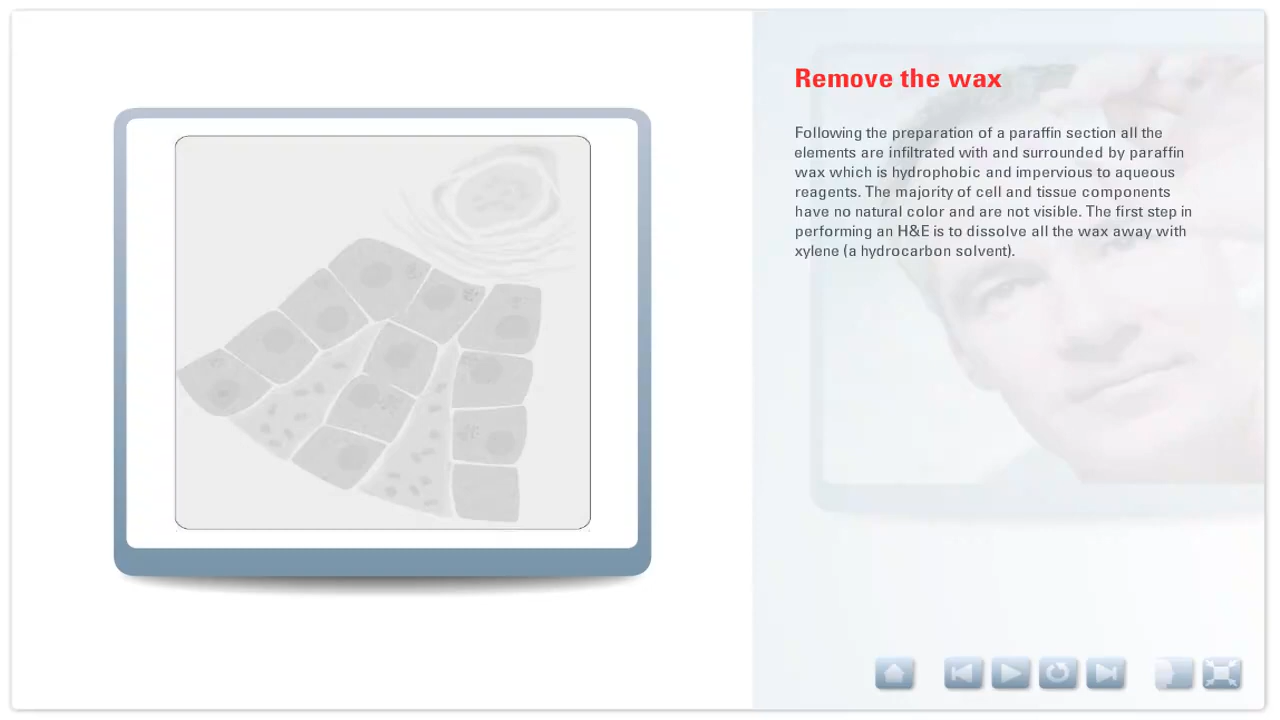 Remove the wax
Following the preparation of a paraffin section all the
elements are infiltrated with and surrounded by paraffin
wax which is hydrophobic and impervious to aqueous
reagents. The majority of cell and tissue components
have no natural color and are not visible. The first step in
performing an H&E is to dissolve all the wax away with
xylene (a hydrocarbon solvent).